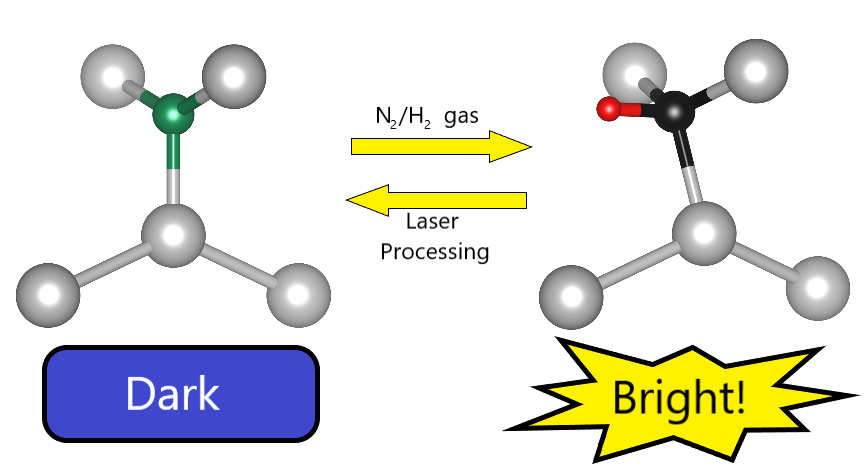 N₂/H₂ gas
Laser
Processing
Dark
Bright!